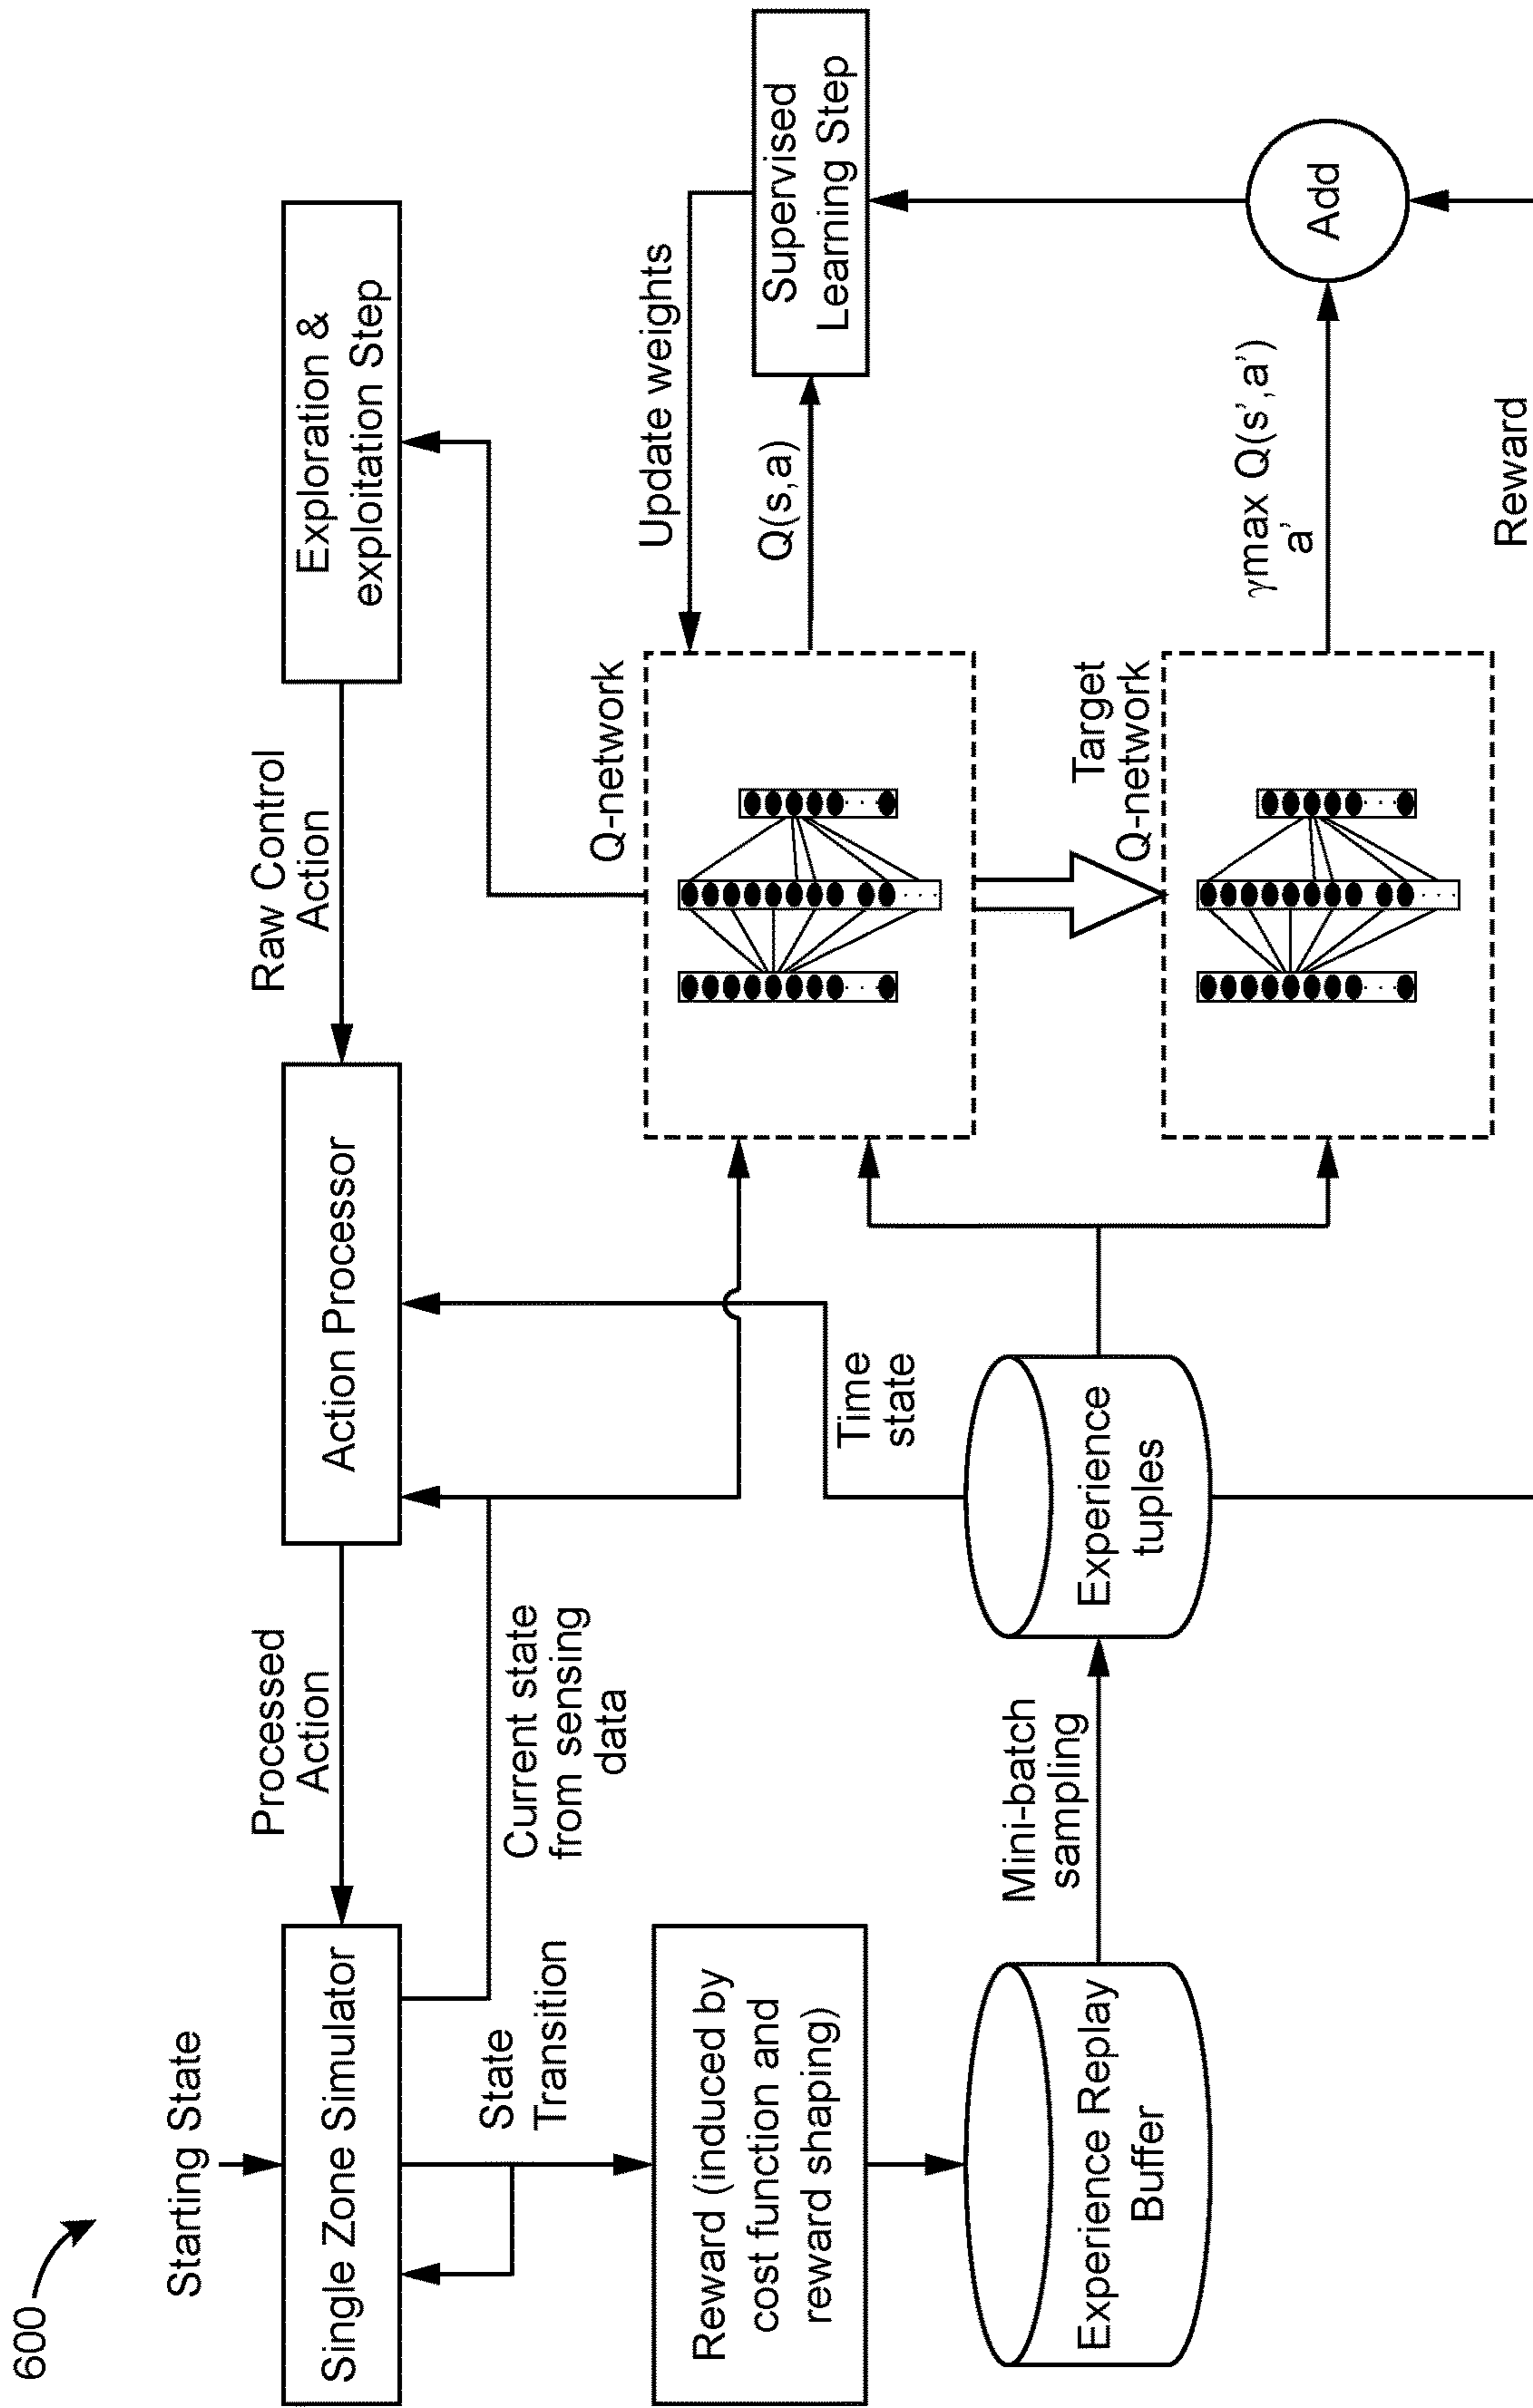 600
Starting State
Single Zone Simulator
Processed
Action
Action Processor
Raw Control
Action
Exploration &
exploitation Step
State
Transition
Current state
from sensing
data
Reward (induced by
cost function and
reward shaping)
Experience Replay
Buffer
Mini-batch
sampling
Experience
tuples
Time
state
Q-network
Update weights
Q(s,a)
Supervised
Learning Step
Target
Q-network
γmax Q(s',a')
a'
Add
Reward